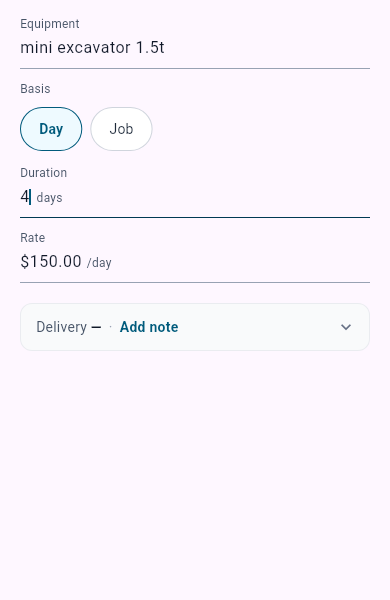 Equipment
mini excavator 1.5t
Basis
Day Job
Duration
4 days
Rate
$150.00 /day
Delivery — · Add note